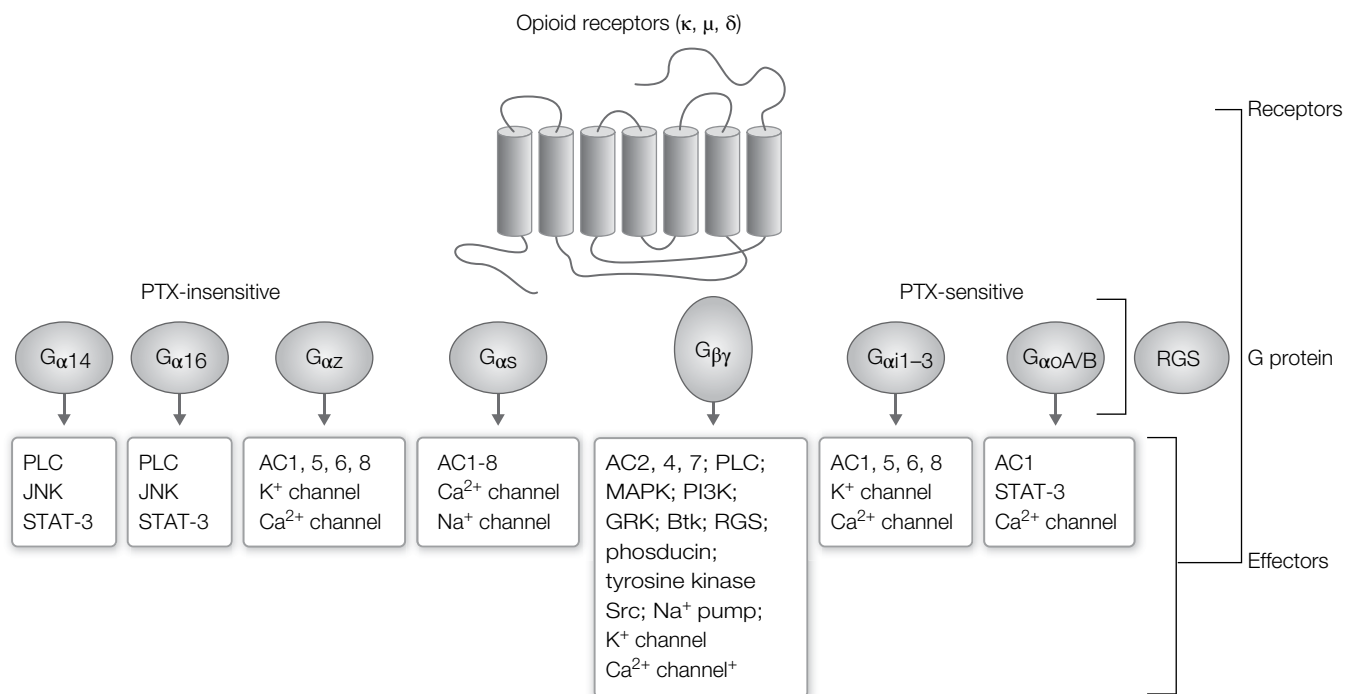 Opioid receptors (κ, μ, δ)
Receptors
PTX-insensitive
PTX-sensitive
Gα14
Gα16
Gαz
Gαs
Gβγ
Gαi1–3
GαoA/B
RGS
G protein
PLC
JNK
STAT-3
PLC
JNK
STAT-3
AC1, 5, 6, 8
K⁺ channel
Ca²⁺ channel
AC1-8
Ca²⁺ channel
Na⁺ channel
AC2, 4, 7; PLC;
MAPK; PI3K;
GRK; Btk; RGS;
phosducin;
tyrosine kinase
Src; Na⁺ pump;
K⁺ channel
Ca²⁺ channel⁺
AC1, 5, 6, 8
K⁺ channel
Ca²⁺ channel
AC1
STAT-3
Ca²⁺ channel
Effectors